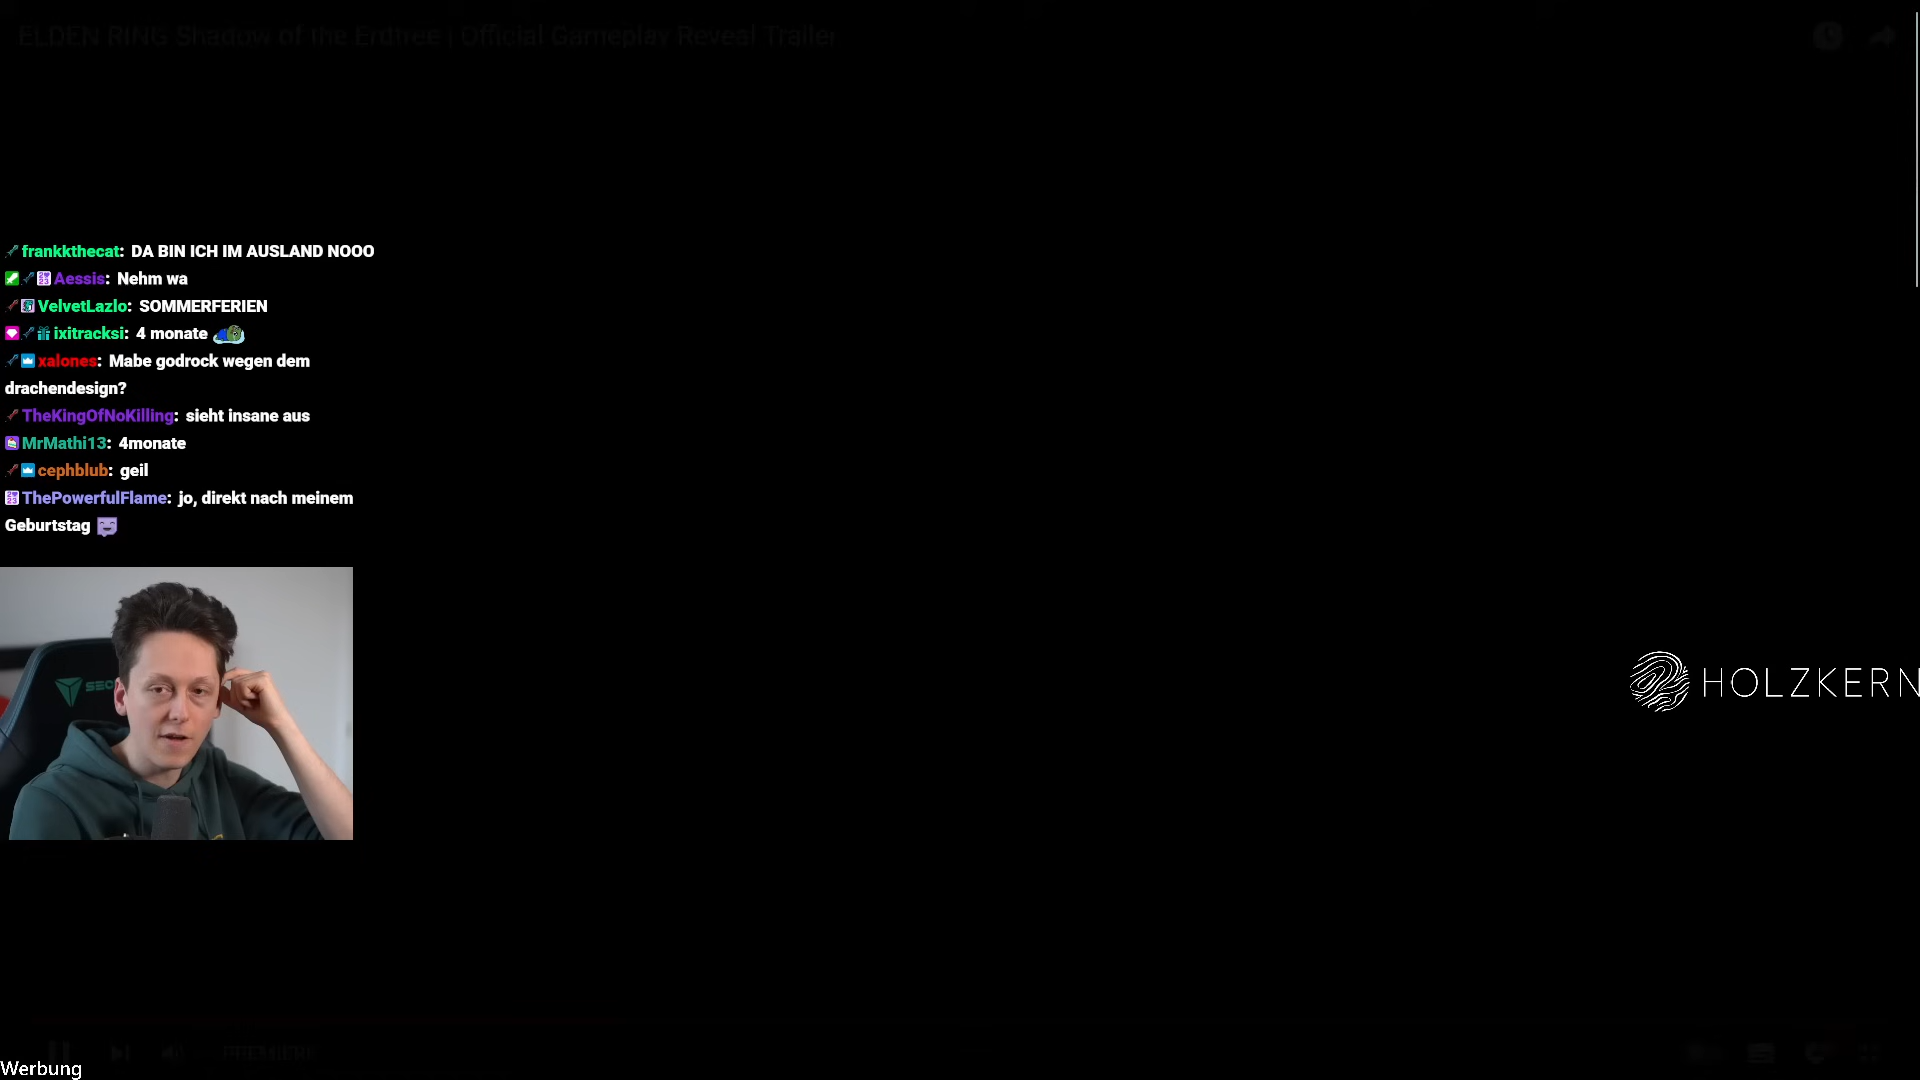 ELDEN RING Shadow of the Erdtree | Official Gameplay Reveal Trailer
frankkthecat: DA BIN ICH IM AUSLAND NOOO
Aessis: Nehm wa
VelvetLazlo: SOMMERFERIEN
ixitracksi: 4 monate
xalones: Mabe godrock wegen dem
drachendesign?
TheKingOfNoKilling: sieht insane aus
MrMathi13: 4monate
cephblub: geil
ThePowerfulFlame: jo, direkt nach meinem
Geburtstag
SEC
HOLZKERN
PREMIERE
Werbung